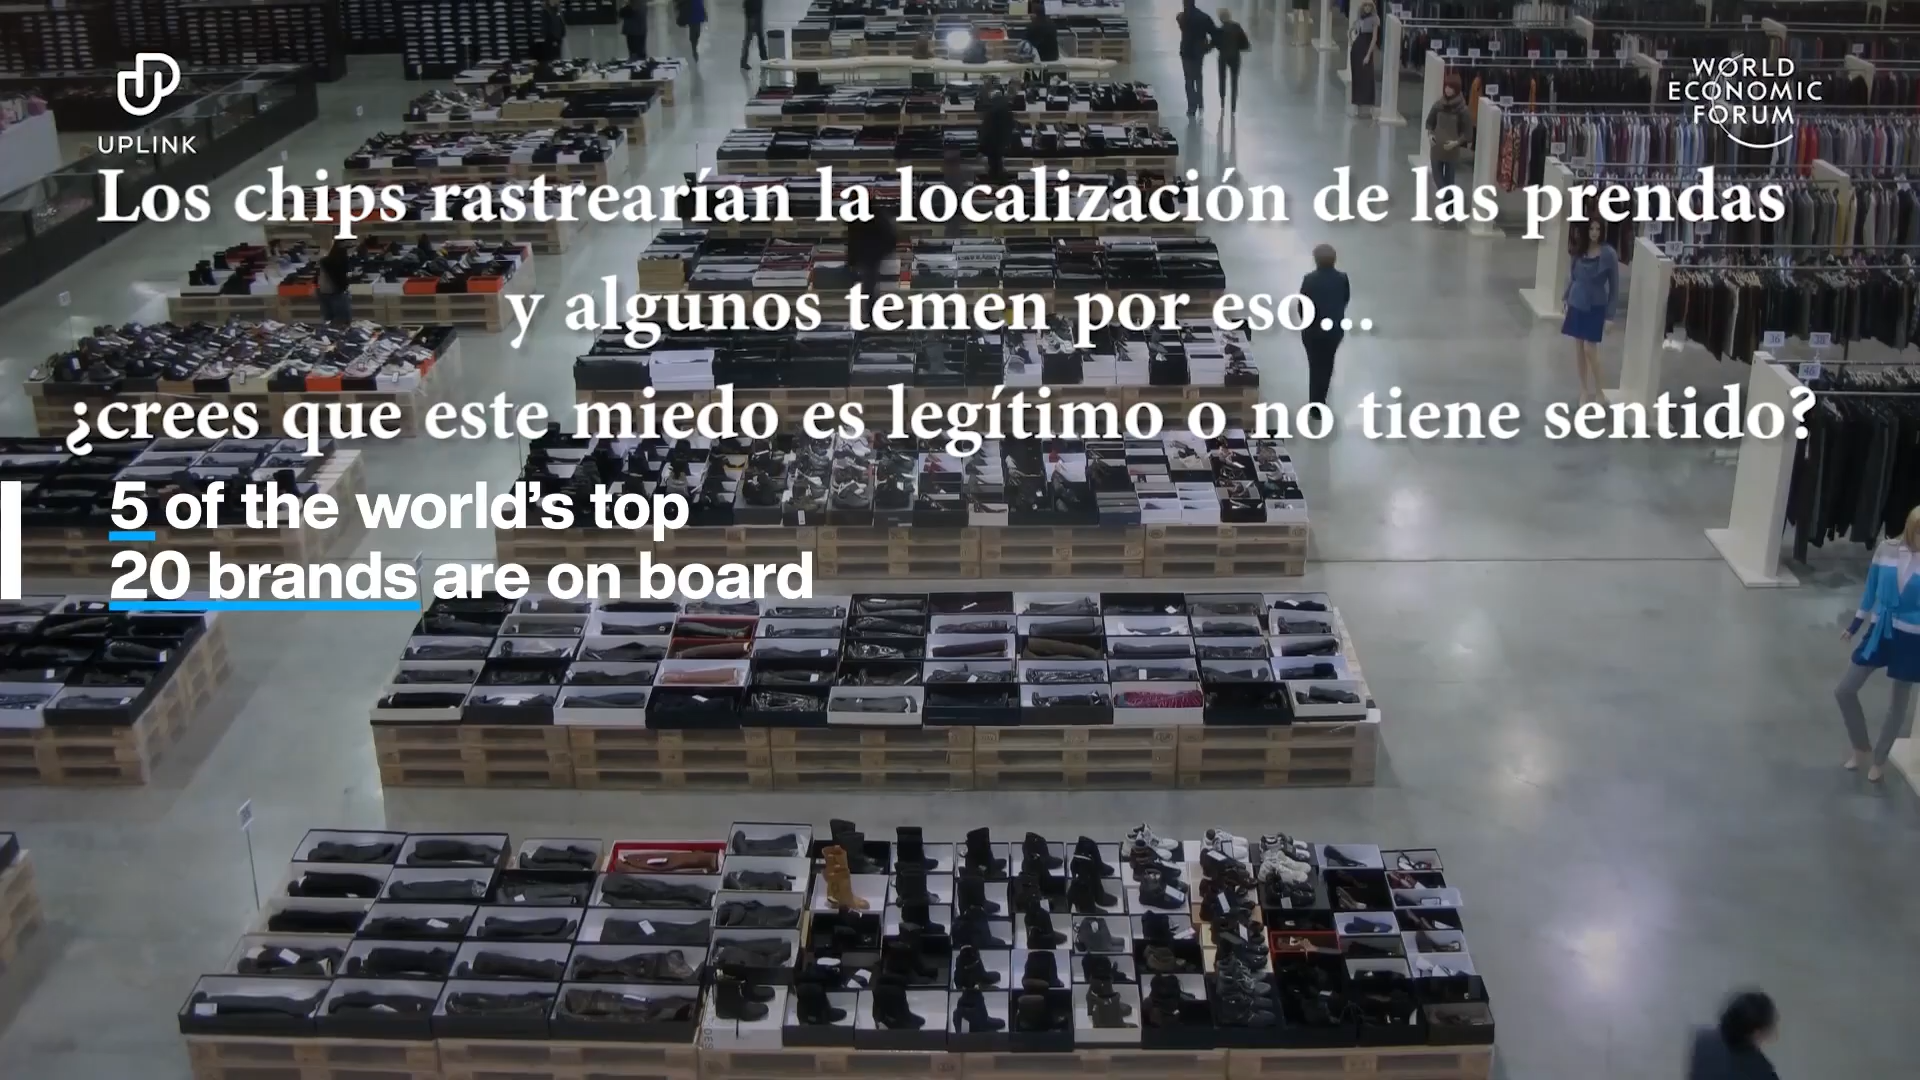 UPLINK
WORLD
ECONOMIC
FORUM
Los chips rastrearían la localización de las prendas
y algunos temen por eso...
¿crees que este miedo es legítimo o no tiene sentido?
5 of the world’s top
20 brands are on board